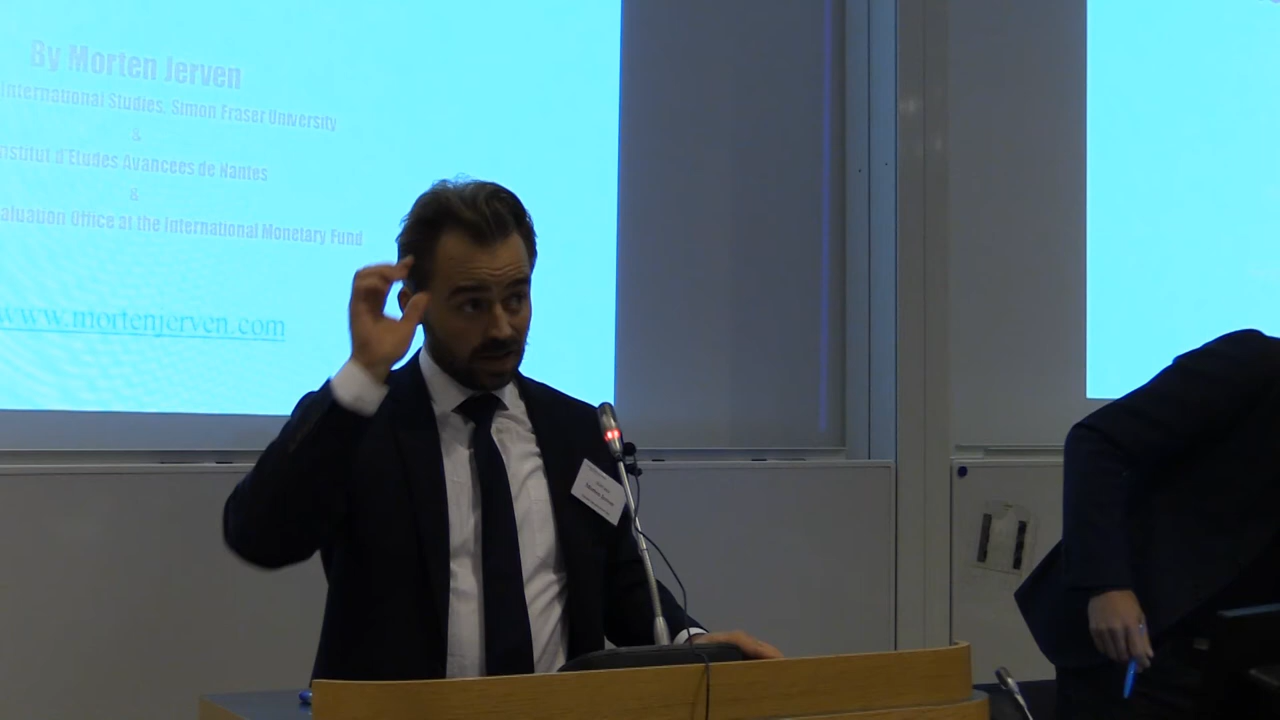 By Morten Jerven
International Studies, Simon Fraser University
&
Institut d'Etudes Avancees de Nantes
&
aluation Office at the International Monetary Fund
www.mortenjerven.com